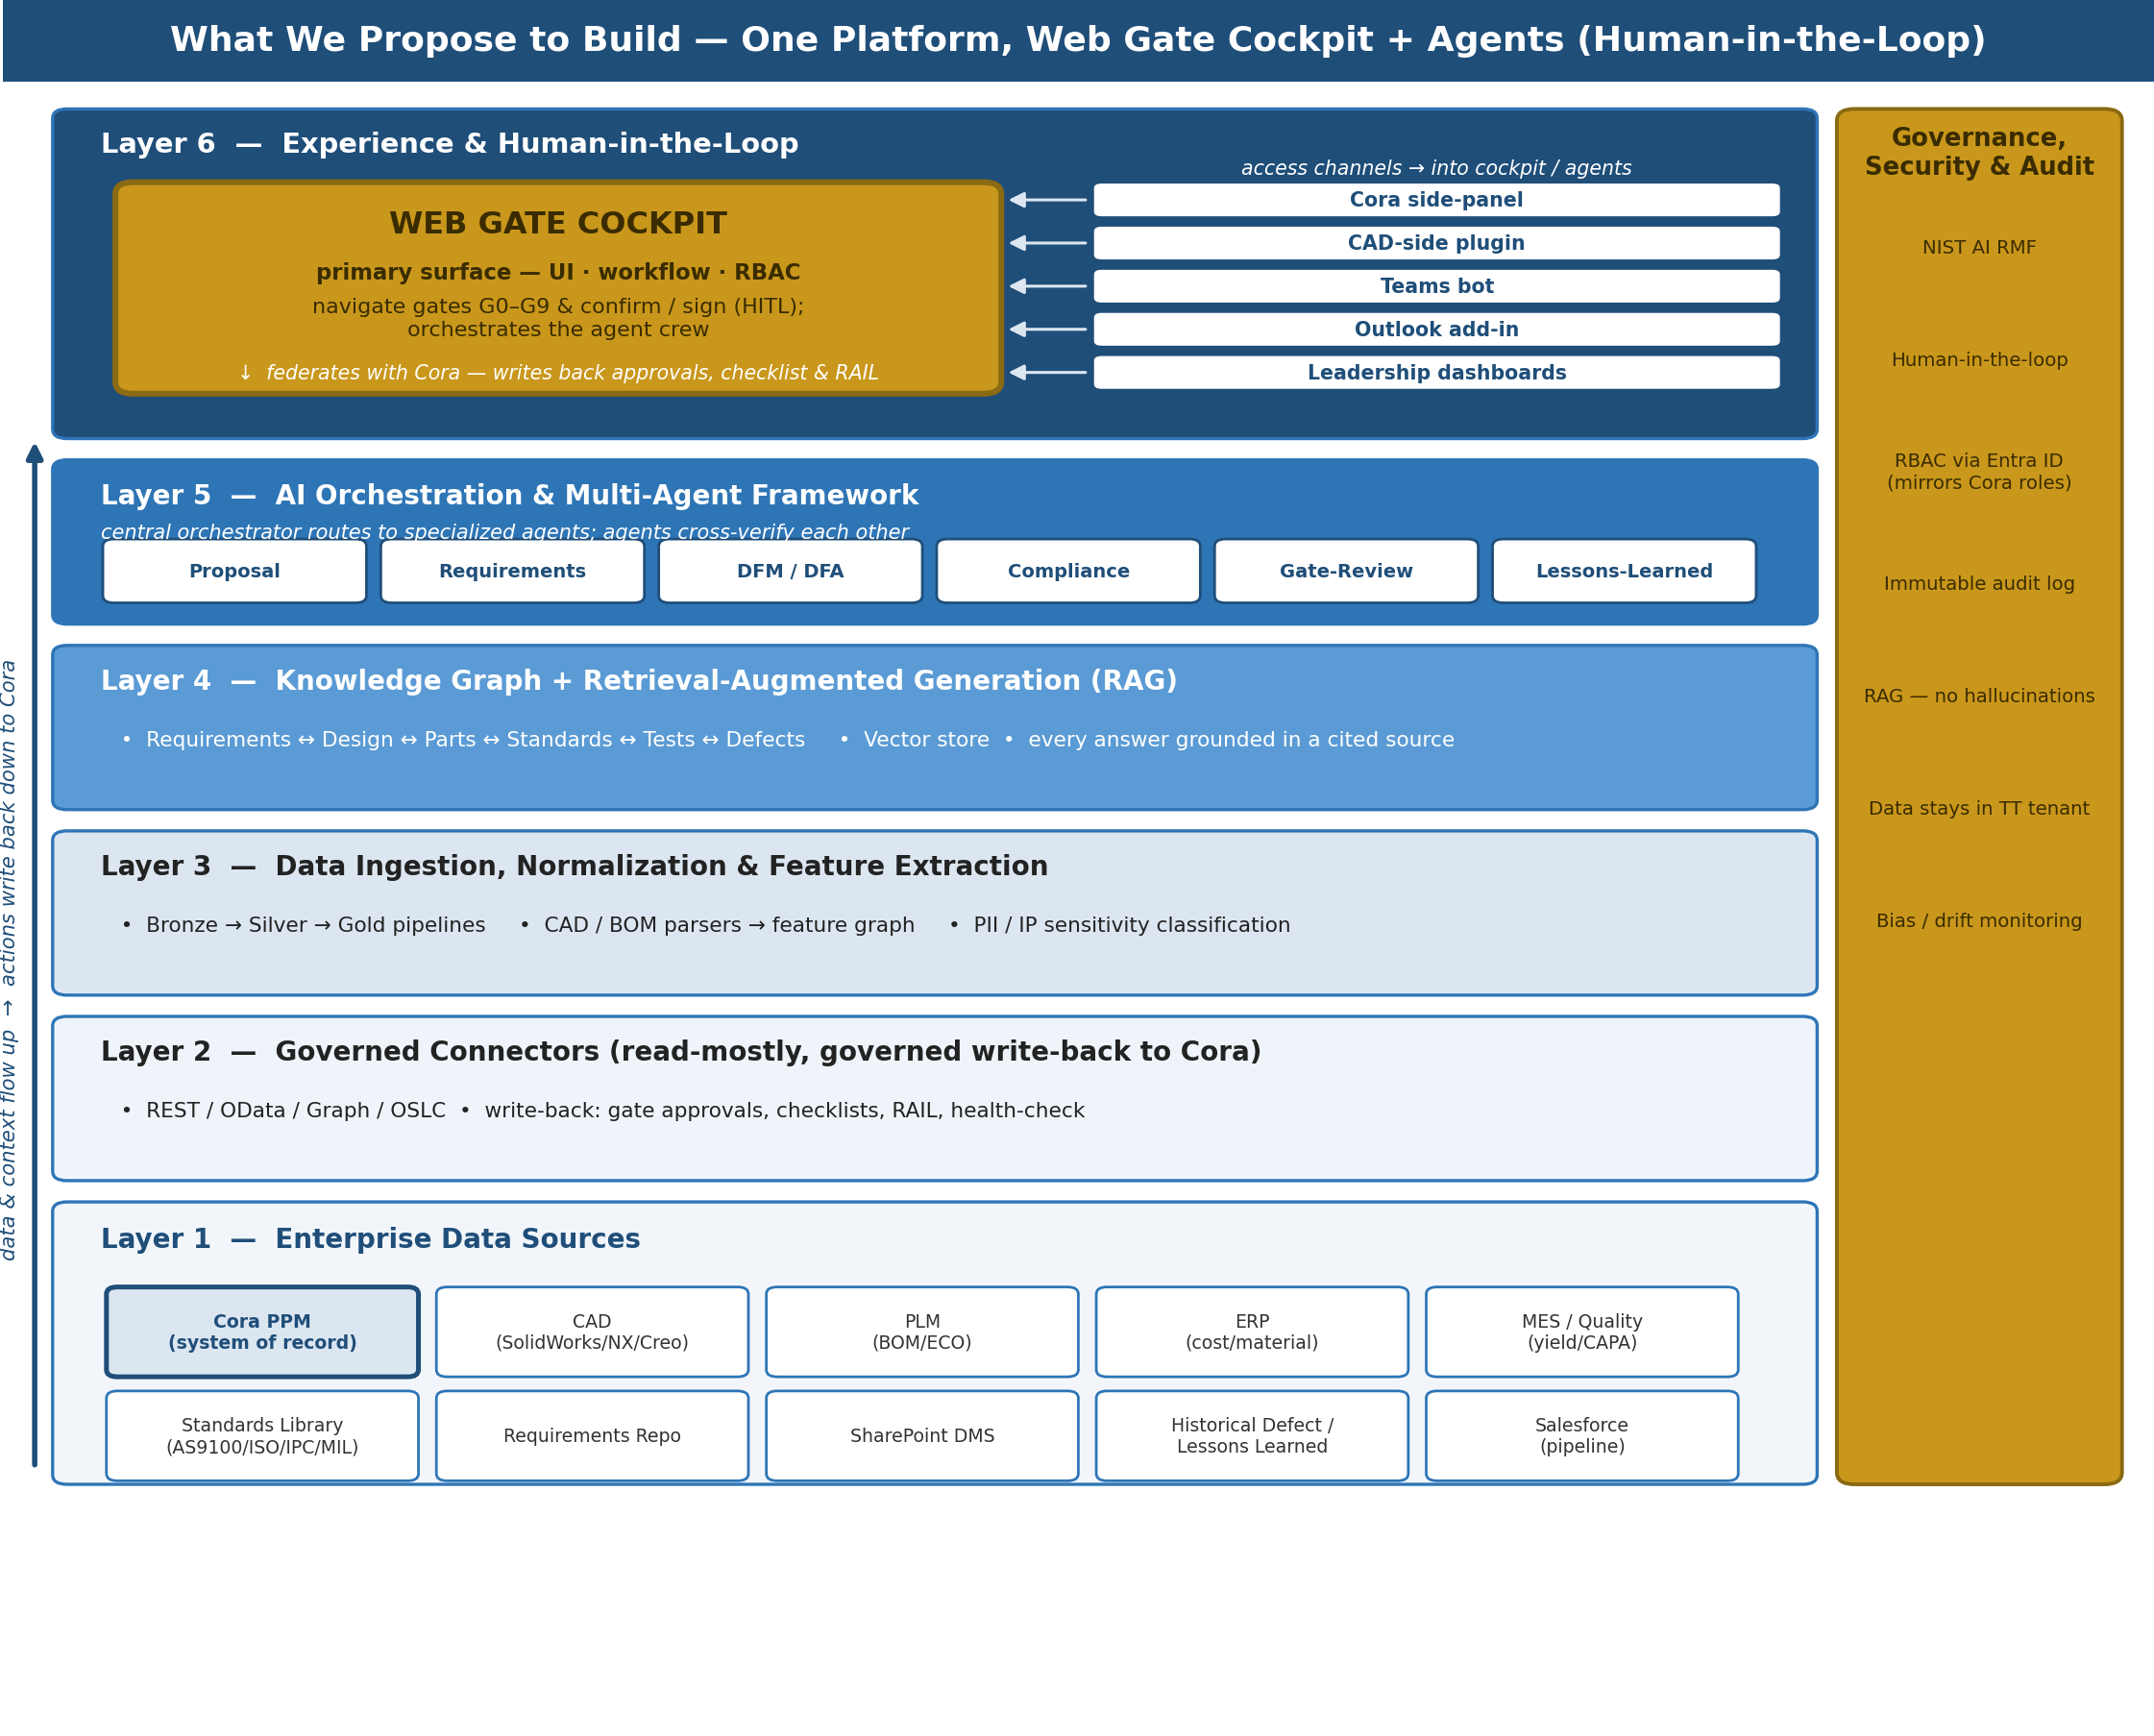 What We Propose to Build — One Platform, Web Gate Cockpit + Agents (Human-in-the-Loop)
Layer 6 — Experience & Human-in-the-Loop
WEB GATE COCKPIT
primary surface — UI · workflow · RBAC
navigate gates G0–G9 & confirm / sign (HITL);
orchestrates the agent crew
↓ federates with Cora — writes back approvals, checklist & RAIL
access channels → into cockpit / agents
Cora side-panel
CAD-side plugin
Teams bot
Outlook add-in
Leadership dashboards
Layer 5 — AI Orchestration & Multi-Agent Framework
central orchestrator routes to specialized agents; agents cross-verify each other
Proposal
Requirements
DFM / DFA
Compliance
Gate-Review
Lessons-Learned
Layer 4 — Knowledge Graph + Retrieval-Augmented Generation (RAG)
• Requirements ↔ Design ↔ Parts ↔ Standards ↔ Tests ↔ Defects • Vector store • every answer grounded in a cited source
Layer 3 — Data Ingestion, Normalization & Feature Extraction
• Bronze → Silver → Gold pipelines • CAD / BOM parsers → feature graph • PII / IP sensitivity classification
Layer 2 — Governed Connectors (read-mostly, governed write-back to Cora)
• REST / OData / Graph / OSLC • write-back: gate approvals, checklists, RAIL, health-check
Layer 1 — Enterprise Data Sources
Cora PPM
(system of record)
CAD
(SolidWorks/NX/Creo)
PLM
(BOM/ECO)
ERP
(cost/material)
MES / Quality
(yield/CAPA)
Standards Library
(AS9100/ISO/IPC/MIL)
Requirements Repo
SharePoint DMS
Historical Defect /
Lessons Learned
Salesforce
(pipeline)
data & context flow up → actions write back down to Cora
Governance,
Security & Audit
NIST AI RMF
Human-in-the-loop
RBAC via Entra ID
(mirrors Cora roles)
Immutable audit log
RAG — no hallucinations
Data stays in TT tenant
Bias / drift monitoring